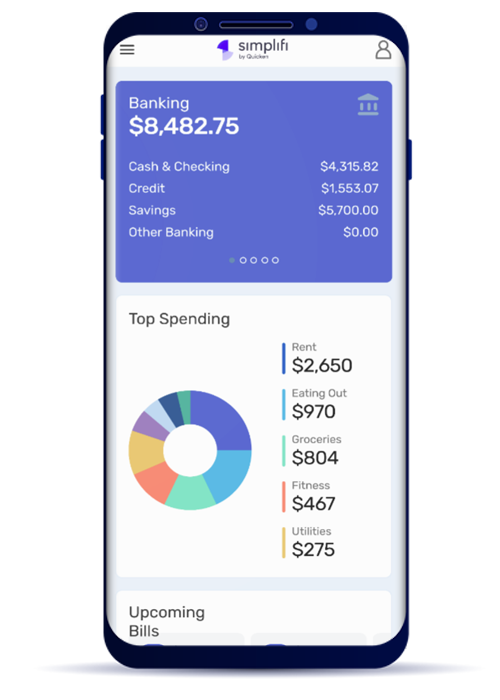 simplifi
by Quicken
Banking
$8,482.75
Cash & Checking $4,315.82
Credit $1,553.07
Savings $5,700.00
Other Banking $0.00
Top Spending
Rent
$2,650
Eating Out
$970
Groceries
$804
Fitness
$467
Utilities
$275
Upcoming
Bills